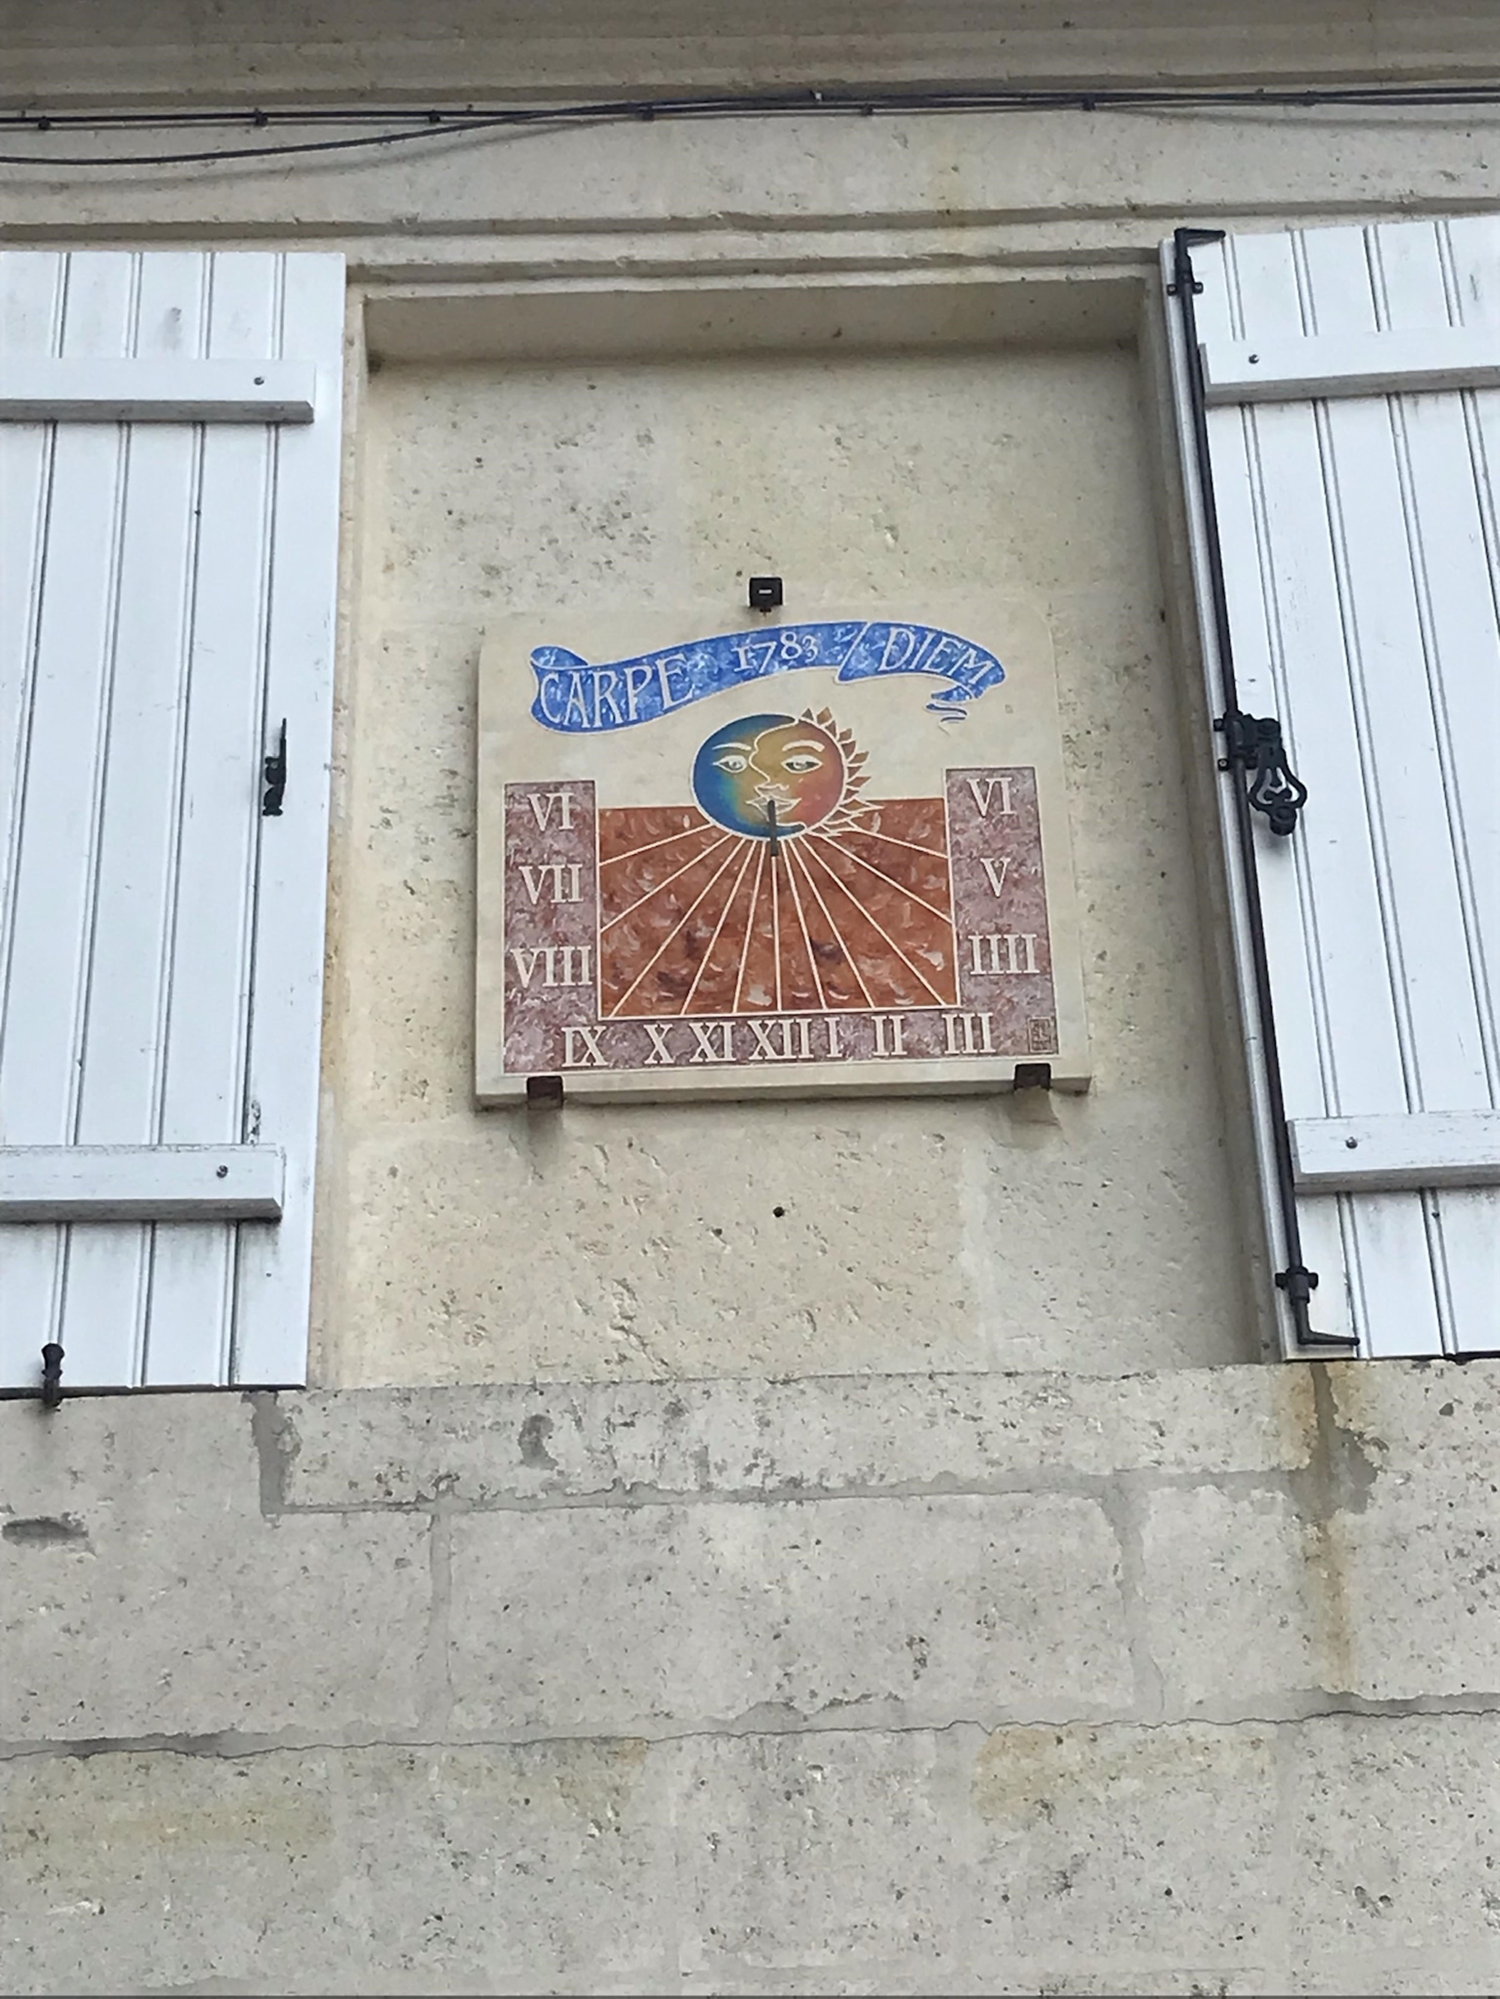 CARPE 1783 DIEM
VI VI
VII V
VIII IIII
IX X XI XII I II III